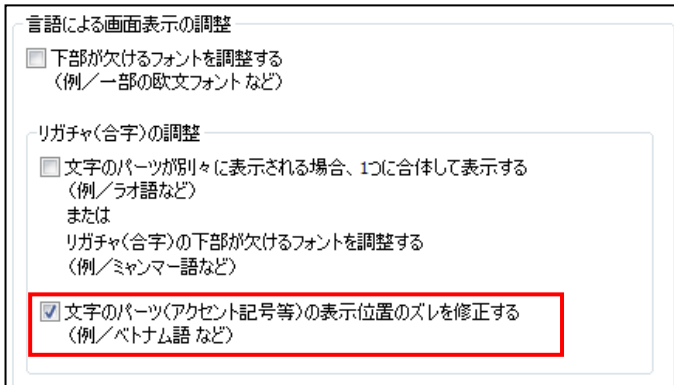 言語による画面表示の調整
下部が欠けるフォントを調整する
(例/一部の欧文フォント など)
リガチャ(合字)の調整
文字のパーツが別々に表示される場合、1つに合体して表示する
(例/ラオ語など)
または
リガチャ(合字)の下部が欠けるフォントを調整する
(例/ミャンマー語など)
文字のパーツ(アクセント記号等)の表示位置のズレを修正する
(例/ベトナム語 など)